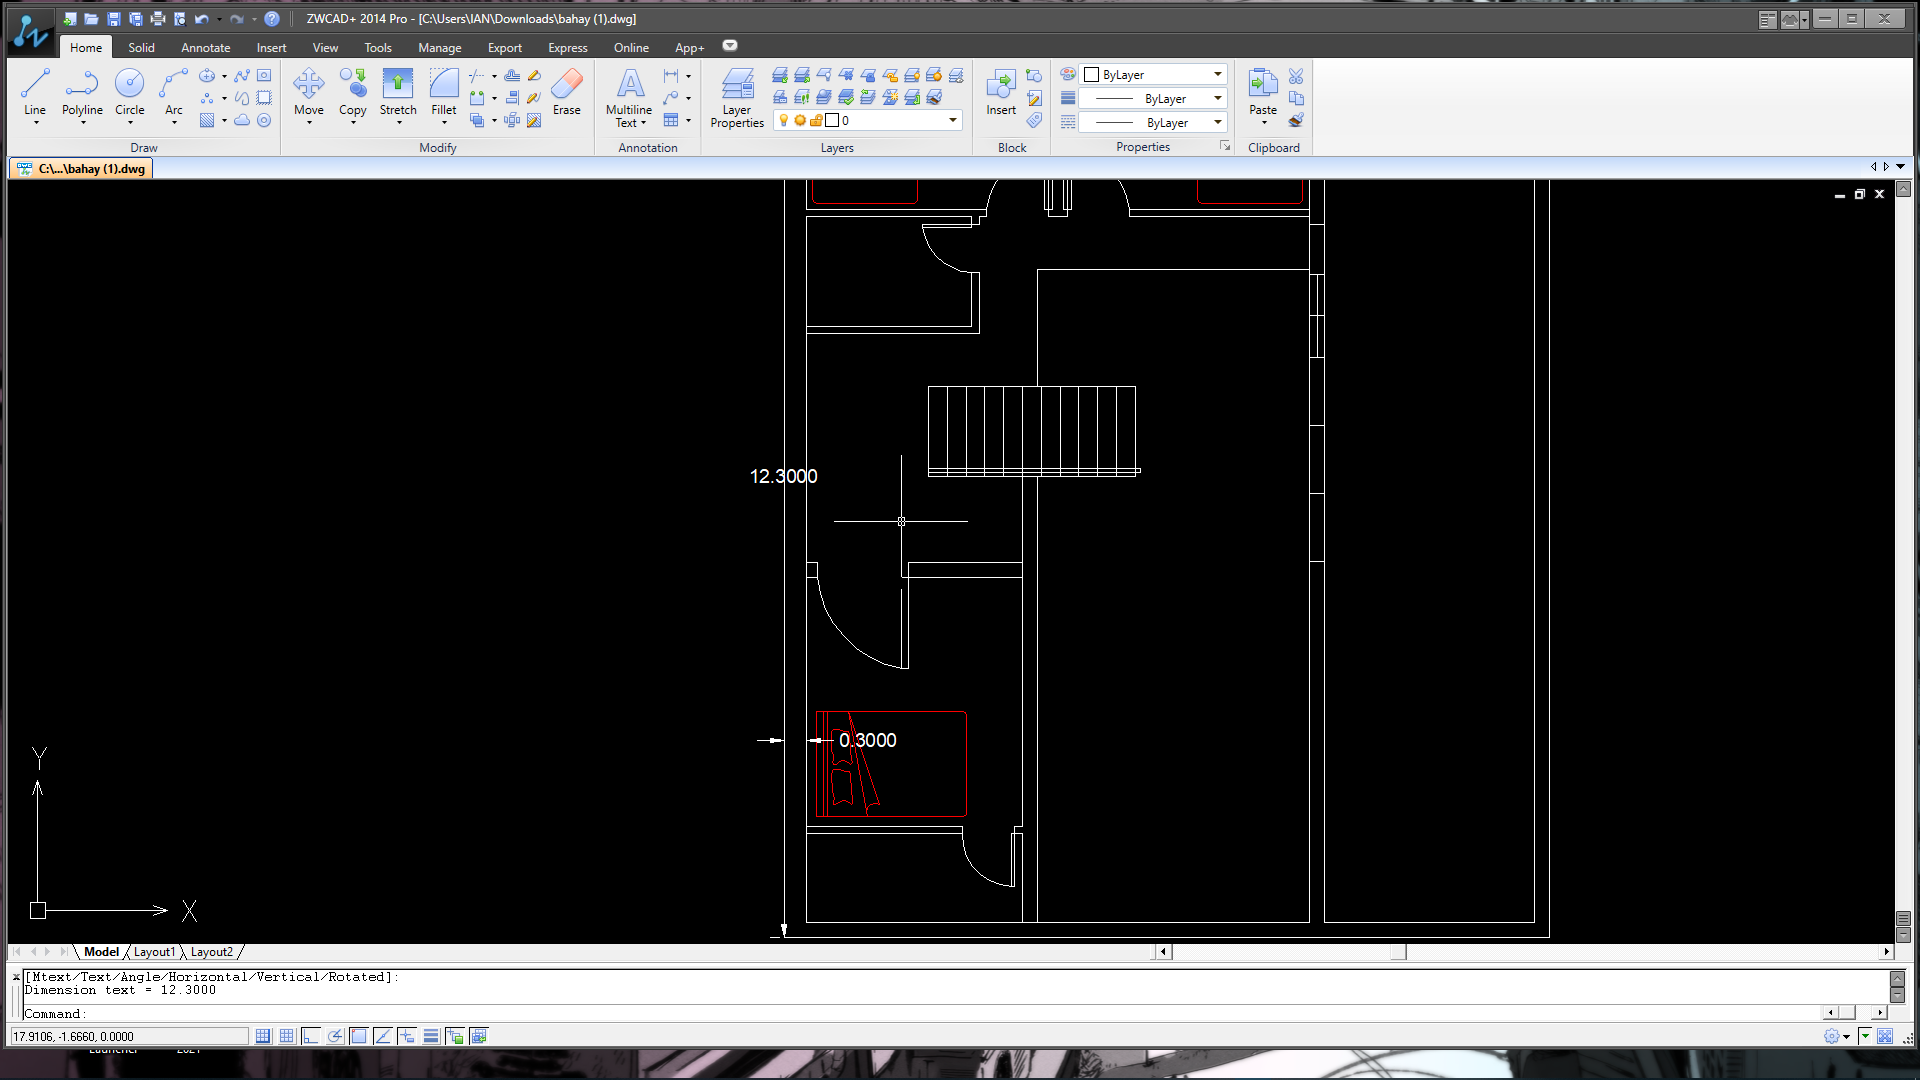 ZWCAD+ 2014 Pro - [C:\Users\IAN\Downloads\bahay (1).dwg]
Home Solid Annotate Insert View Tools Manage Export Express Online App+
Line Polyline Circle Arc
Draw
Move Copy Stretch Fillet Erase
Modify
Multiline Text
Annotation
Layer Properties
0
Layers
Insert
Block
ByLayer
ByLayer
ByLayer
Properties
Paste
Clipboard
C:\...\bahay (1).dwg
12.3000
0.3000
Y
X
Model Layout1 Layout2
[Mtext/Text/Angle/Horizontal/Vertical/Rotated]:
Dimension text = 12.3000
Command:
17.9106, -1.6660, 0.0000
Launcher 2021